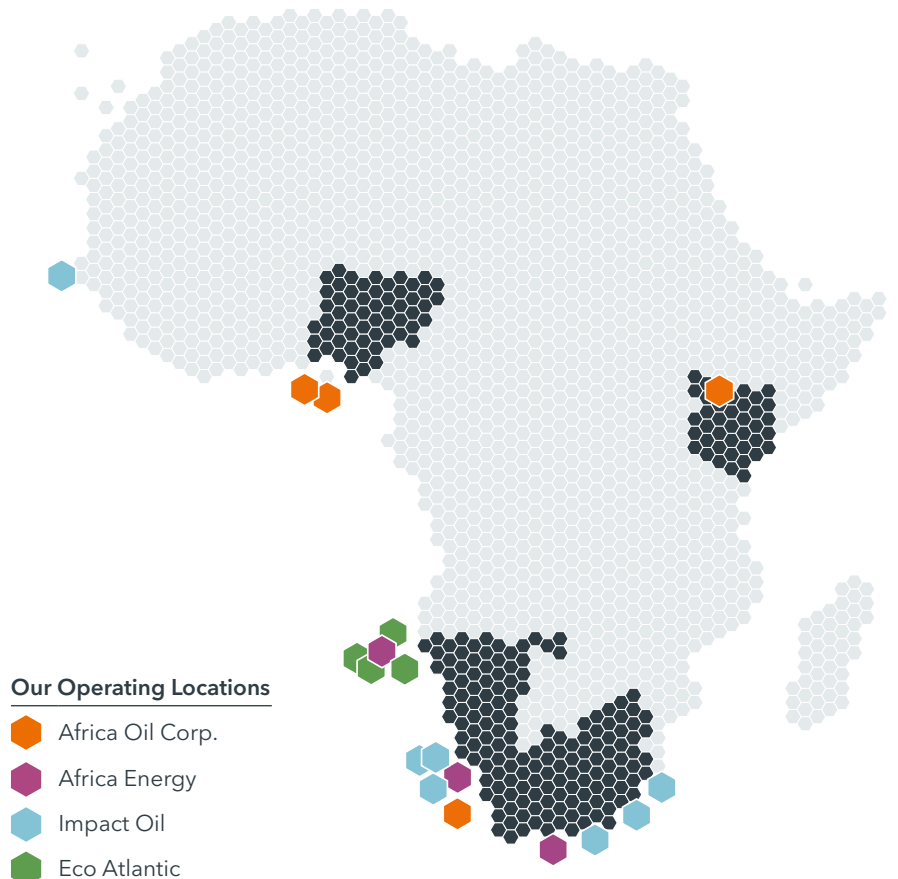 Our Operating Locations
Africa Oil Corp.
Africa Energy
Impact Oil
Eco Atlantic